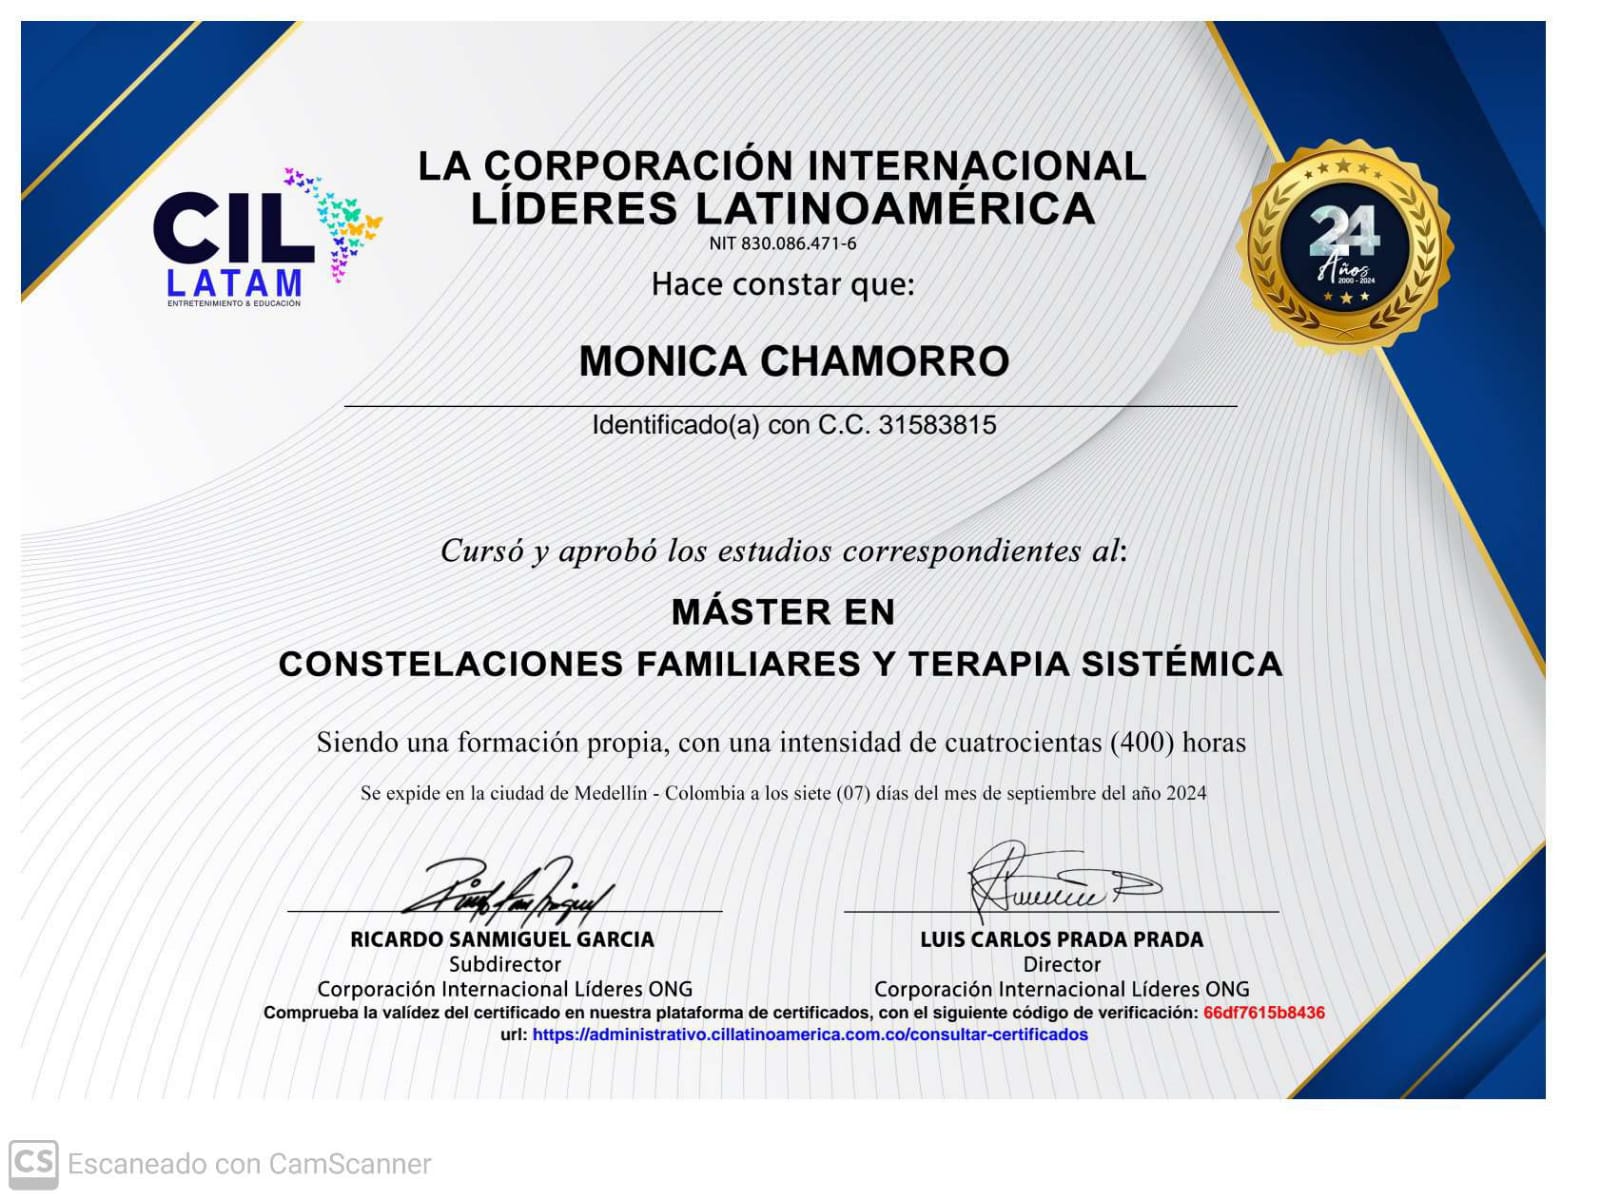 LA CORPORACIÓN INTERNACIONAL
LÍDERES LATINOAMÉRICA
NIT 830.086.471-6
Hace constar que:
CIL
LATAM
ENTRETENIMIENTO & EDUCACIÓN
24
Años
2000 - 2024
MONICA CHAMORRO
Identificado(a) con C.C. 31583815
Cursó y aprobó los estudios correspondientes al:
MÁSTER EN
CONSTELACIONES FAMILIARES Y TERAPIA SISTÉMICA
Siendo una formación propia, con una intensidad de cuatrocientas (400) horas
Se expide en la ciudad de Medellín - Colombia a los siete (07) días del mes de septiembre del año 2024
RICARDO SANMIGUEL GARCIA
Subdirector
Corporación Internacional Líderes ONG
LUIS CARLOS PRADA PRADA
Director
Corporación Internacional Líderes ONG
Comprueba la valídez del certificado en nuestra plataforma de certificados, con el siguiente código de verificación: 66df7615b8436
url: https://administrativo.cillatinoamerica.com.co/consultar-certificados
CS Escaneado con CamScanner